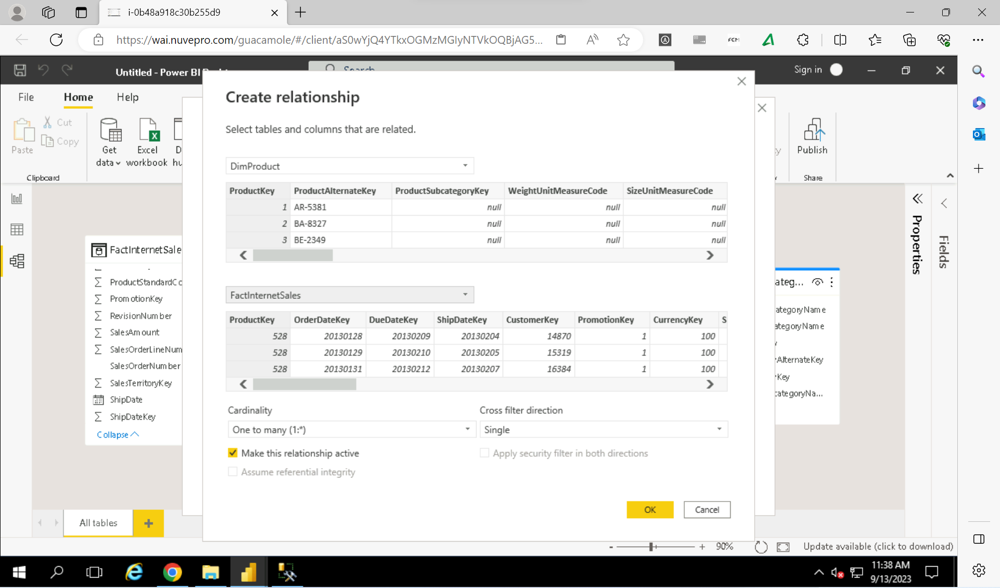 i-0b48a918c30b255d9
https://wai.nuvepro.com/guacamole/#/client/aS0wYjQ4YTkxOGMzMGIyNTVkOQBjAG5...
FCM
Untitled - Power BI
Search
Sign in
File
Home
Help
Cut
Copy
Paste
Get
data
Excel
workbook
D
hu
Publish
Clipboard
Share
Create relationship
Select tables and columns that are related.
DimProduct
ProductKey ProductAlternateKey ProductSubcategoryKey WeightUnitMeasureCode SizeUnitMeasureCode
1 AR-5381 null null null
2 BA-8327 null null null
3 BE-2349 null null null
FactInternetSales
ProductKey OrderDateKey DueDateKey ShipDateKey CustomerKey PromotionKey CurrencyKey S
528 20130128 20130209 20130204 14870 1 100
528 20130129 20130210 20130205 15319 1 100
528 20130131 20130212 20130207 16384 1 100
Cardinality
Cross filter direction
One to many (1:*)
Single
Make this relationship active
Apply security filter in both directions
Assume referential integrity
OK
Cancel
FactInternetSale
ProductStandardCo
PromotionKey
RevisionNumber
SalesAmount
SalesOrderLineNum
SalesOrderNumber
SalesTerritoryKey
ShipDate
ShipDateKey
Collapse
ateg...
ategoryName
ategoryName
y
AlternateKey
Key
categoryNa...
Properties
Fields
All tables
+
- + 90%
Update available (click to download)
11:38 AM
9/13/2023